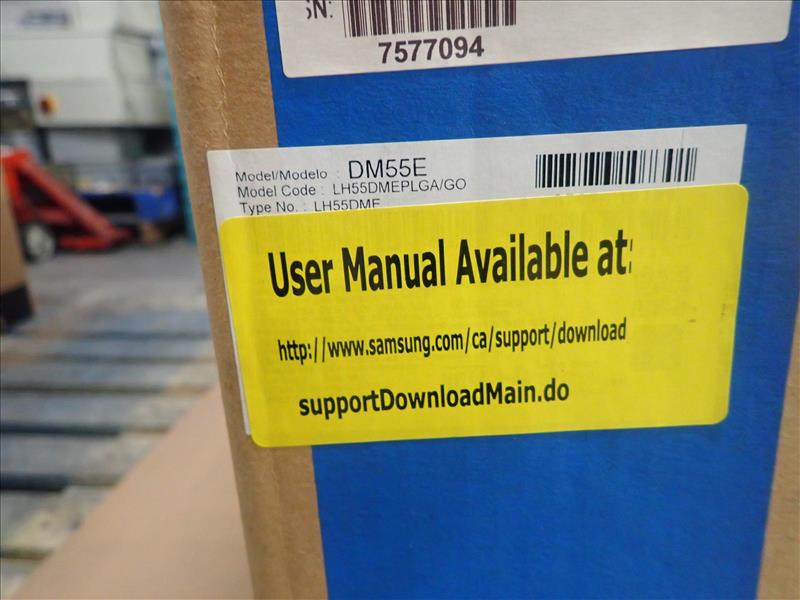 SN:
7577094
Model/Modelo : DM55E
Model Code : LH55DMEPLGA/GO
Type No. : LH55DME
User Manual Available at:
http://www.samsung.com/ca/support/download
supportDownloadMain.do